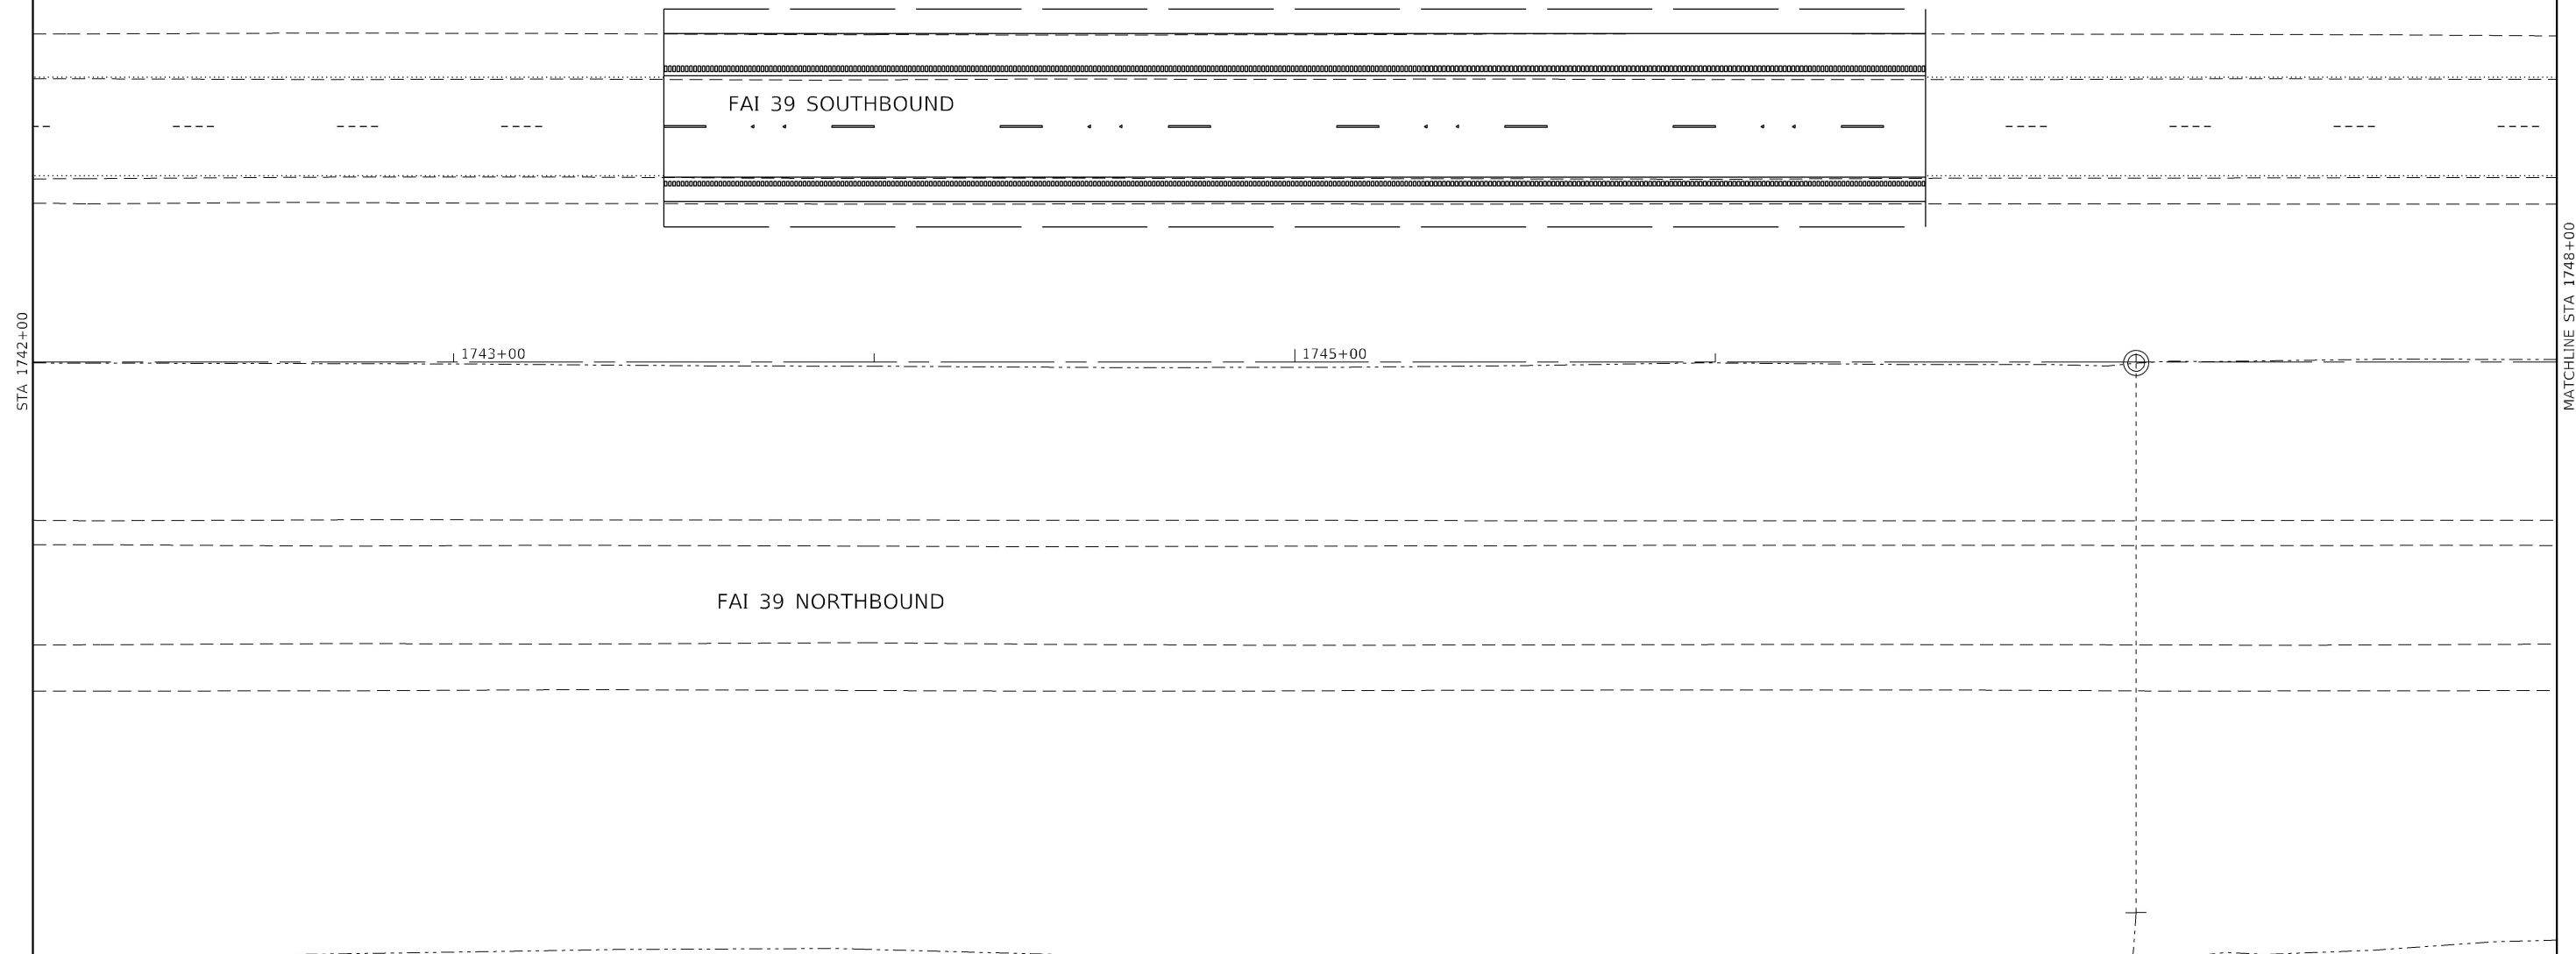 FAI 39 SOUTHBOUND
STA 1742+00
1743+00
1745+00
MATCHLINE STA 1748+00
FAI 39 NORTHBOUND